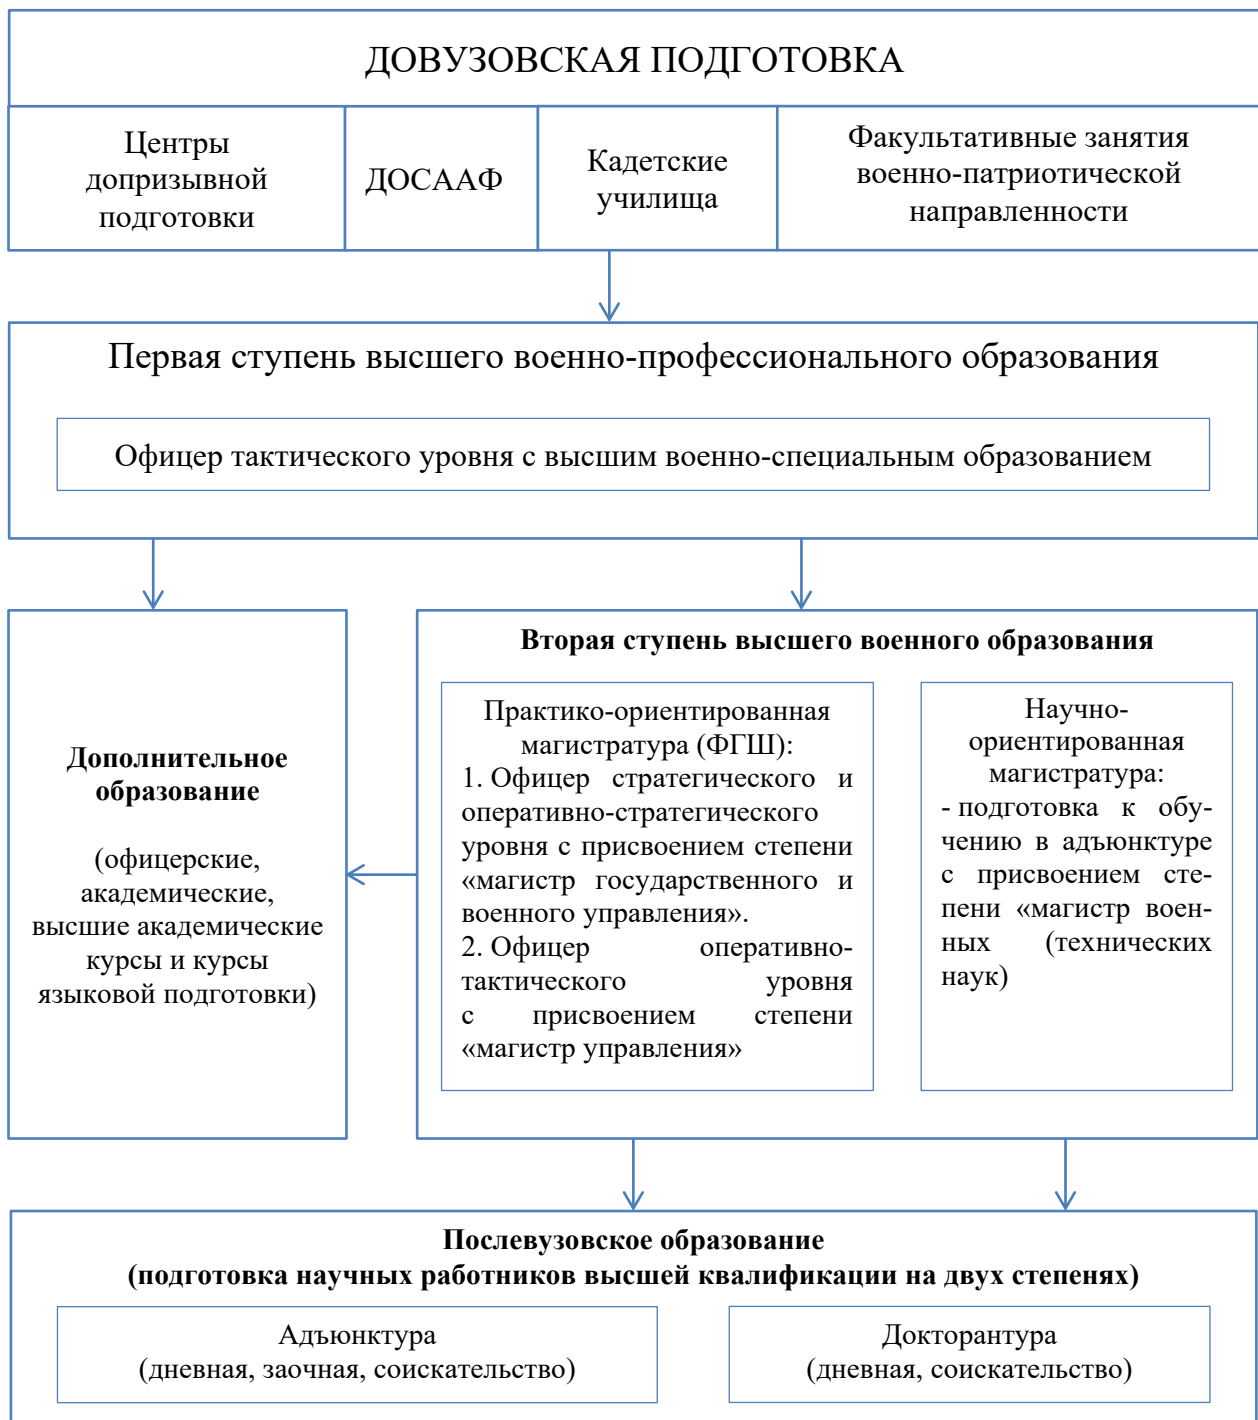 ДОВУЗОВСКАЯ ПОДГОТОВКА
Центры
допризывной
подготовки
ДОСААФ
Кадетские
училища
Факультативные занятия
военно-патриотической
направленности
Первая ступень высшего военно-профессионального образования
Офицер тактического уровня с высшим военно-специальным образованием
Дополнительное
образование
(офицерские,
академические,
высшие академические
курсы и курсы
языковой подготовки)
Вторая ступень высшего военного образования
Практико-ориентированная
магистратура (ФГШ):
1. Офицер стратегического и
оперативно-стратегического
уровня с присвоением степени
«магистр государственного и
военного управления».
2. Офицер оперативно-
тактического уровня
с присвоением степени
«магистр управления»
Научно-
ориентированная
магистратура:
- подготовка к обу-
чению в адъюнктуре
с присвоением сте-
пени «магистр воен-
ных (технических
наук)
Послевузовское образование
(подготовка научных работников высшей квалификации на двух степенях)
Адъюнктура
(дневная, заочная, соискательство)
Докторантура
(дневная, соискательство)